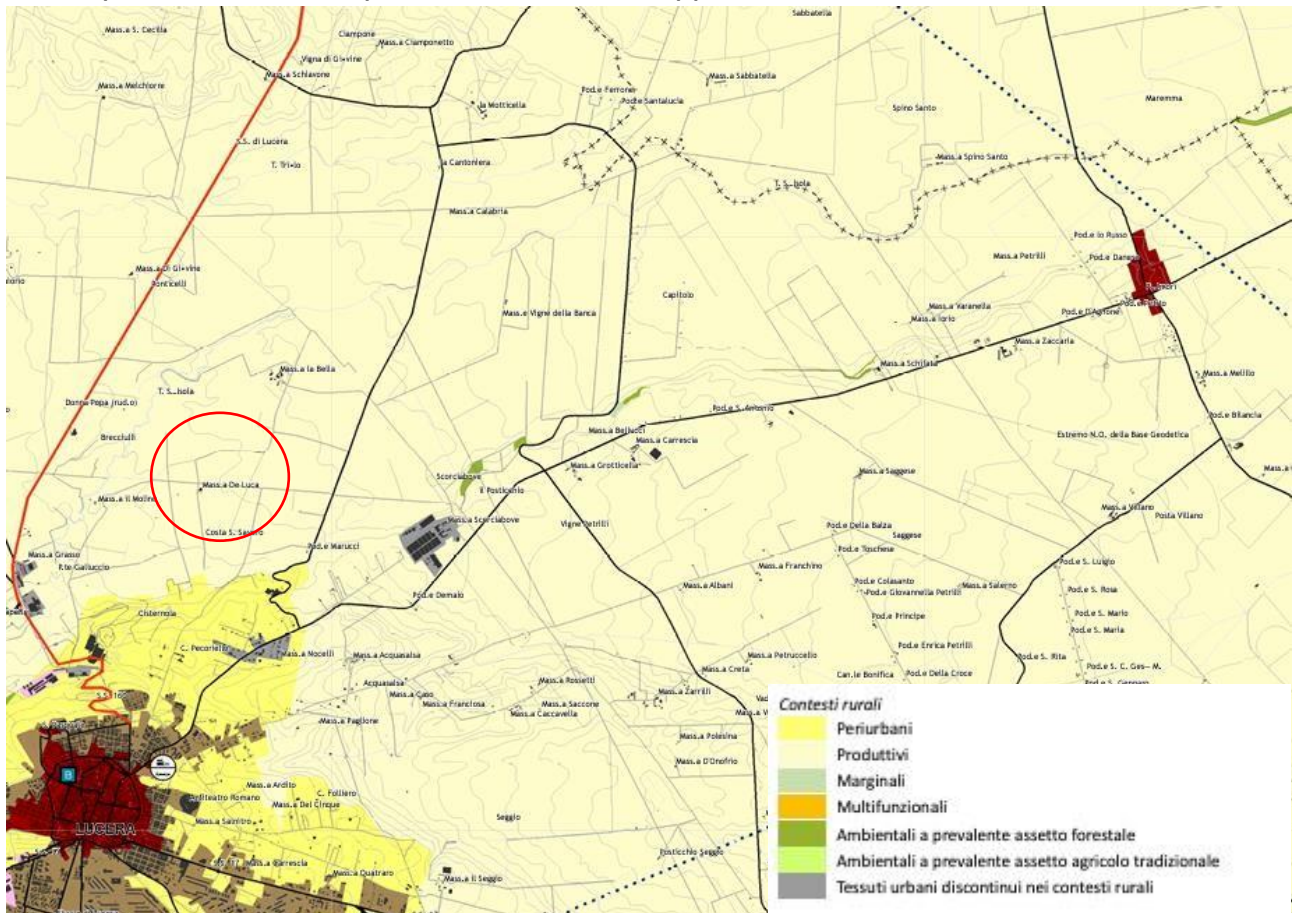 Sabbatella
Mass.a S. Cecilla
Ciampone
Mass.a Ciamponetto
Vigna di Gi+vine
Mass.a Schiavone
Mass.a Sabbatella
Mass.a Melchiorre
Pod.e Ferrone
Pod.e Santalucia
Maremma
la Motticella
Spino Santo
S.S. di Lucera
T. Tri+lo
la Cantoniera
Mass.a Spino Santo
T. S. Isola
Mass.a Calabria
Pod.e lo Russo
Mass.a Petrilli
Pod.e Daneso
Mass.a Di Gi+vine
Ponticelli
Capitolo
Mass.a Varanella
Mass.a Iorio
Pod.e D'Agnone
Mass.e Vigne della Banca
Mass.a Zaccaria
Mass.a Schifata
Mass.a la Bella
Mass.a Melillo
T. S. Isola
Donna Popa (rud.o)
Pod.e S. Antonio
Pod.e Bilancia
Brecciulli
Mass.a Bellucci
Mass.a Carrescia
Estremo N.O. della Base Geodetica
Mass.a Grotticella
Mass.a Saggese
Scorciabove
Mass.a De Luca
il Posticchio
Mass.a il Molino
Mass.a Villano
Posta Villano
Mass.a Scorciabove
Vigne Petrilli
Pod.e Della Balza
Costa S. Severo
Saggese
Pod.e Marucci
Pod.e Toschese
Mass.a Grasso
P.te Galluccio
Mass.a Franchino
Pod.e S. Luigio
Mass.a Albani
Pod.e Colasanto
Mass.a Salerno
Pod.e Giovannella Petrilli
Pod.e S. Rosa
Pod.e Demaio
Cisternola
Pod.e Principe
Pod.e S. Mario
Pod.e S. Maria
C. Pecoriello
Mass.a Nocelli
Mass.a Acquasalsa
Mass.a Petruccello
Pod.e Enrica Petrilli
Pod.e S. Rita
Mass.a Creta
Pod.e S. C. Ges– M.
Can.le Bonifica
Pod.e Della Croce
Acquasalsa
Mass.a Rossetti
Mass.a Caso
Mass.a Zarrilli
Mass.a Franciosa
Mass.a Saccone
Mass.a Caccavella
Mass.a Paglione
Mass.a Polesina
Mass.a D'Onofrio
B
Mass.a Ardito
C. Folliero
Anfiteatro Romano
Mass.a Del Cinque
Seggio
LUCERA
Mass.a Carrescia
Mass.a Quatraro
Mass.a il Seggio
Posticchio Seggio
Contesti rurali
Periurbani
Produttivi
Marginali
Multifunzionali
Ambientali a prevalente assetto forestale
Ambientali a prevalente assetto agricolo tradizionale
Tessuti urbani discontinui nei contesti rurali